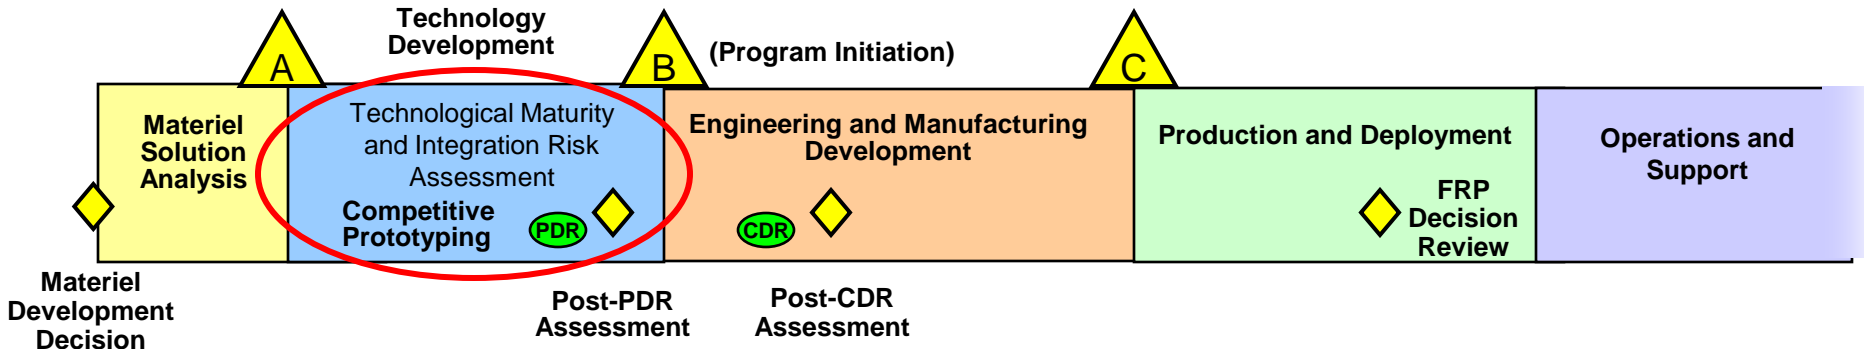 Technology
Development
A
B
(Program Initiation)
C
Materiel
Solution
Analysis
Technological Maturity
and Integration Risk
Assessment
Competitive
Prototyping
PDR
Engineering and Manufacturing
Development
CDR
Production and Deployment
FRP
Decision
Review
Operations and
Support
Materiel
Development
Decision
Post-PDR
Assessment
Post-CDR
Assessment